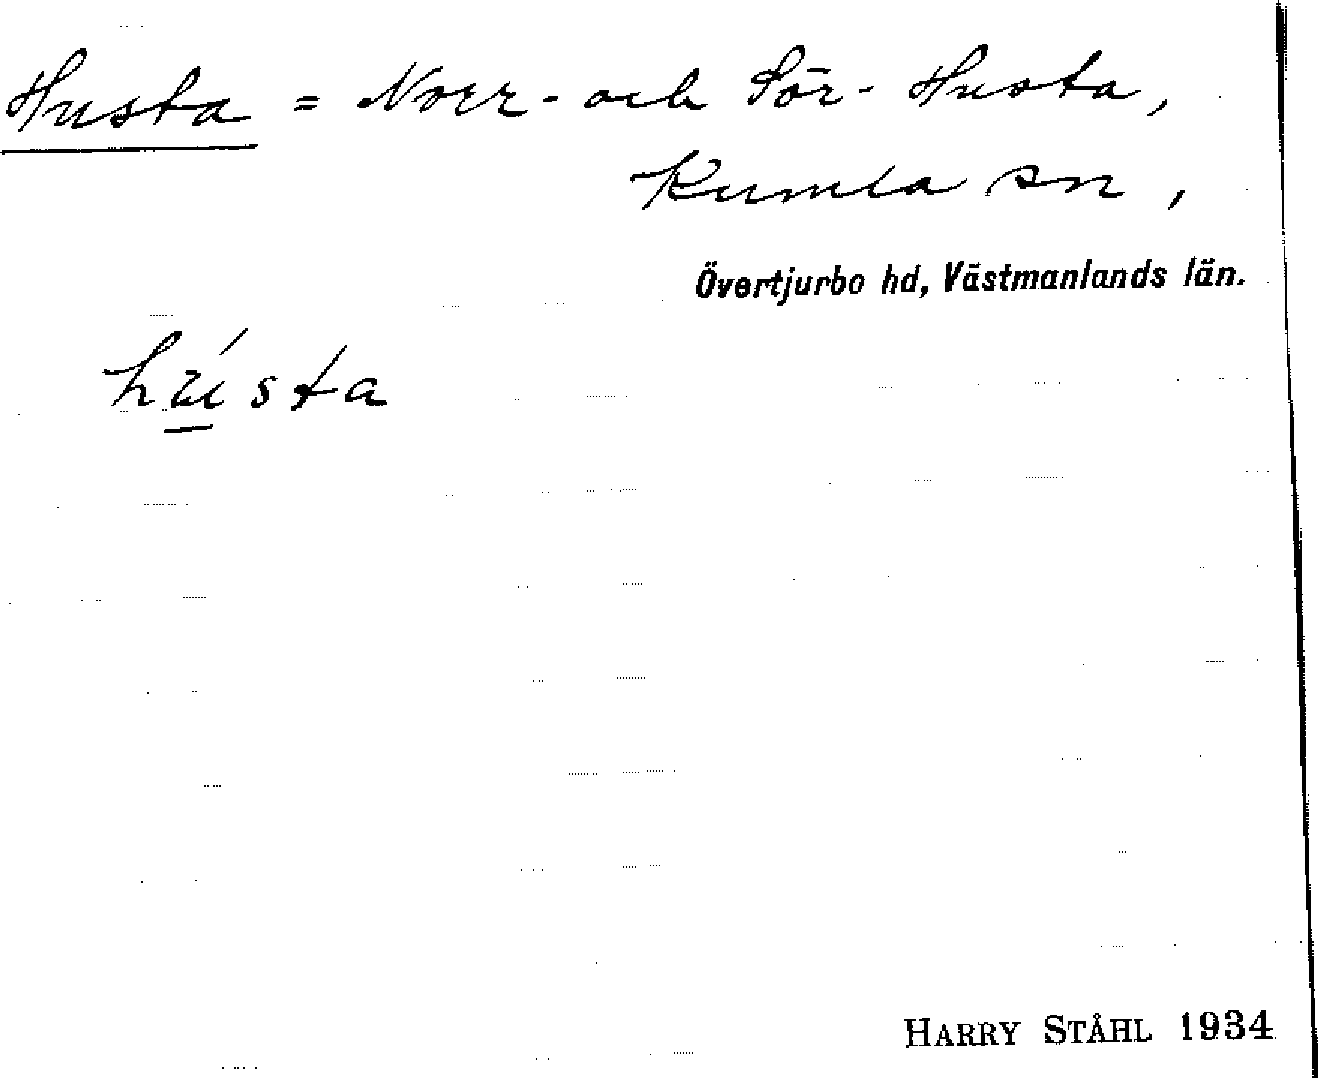 Husta = Norr- och Sör- Husta,
Kumla sn,
Övertjurbo hd, Västmanlands län.
hústa
HARRY STÅHL 1934